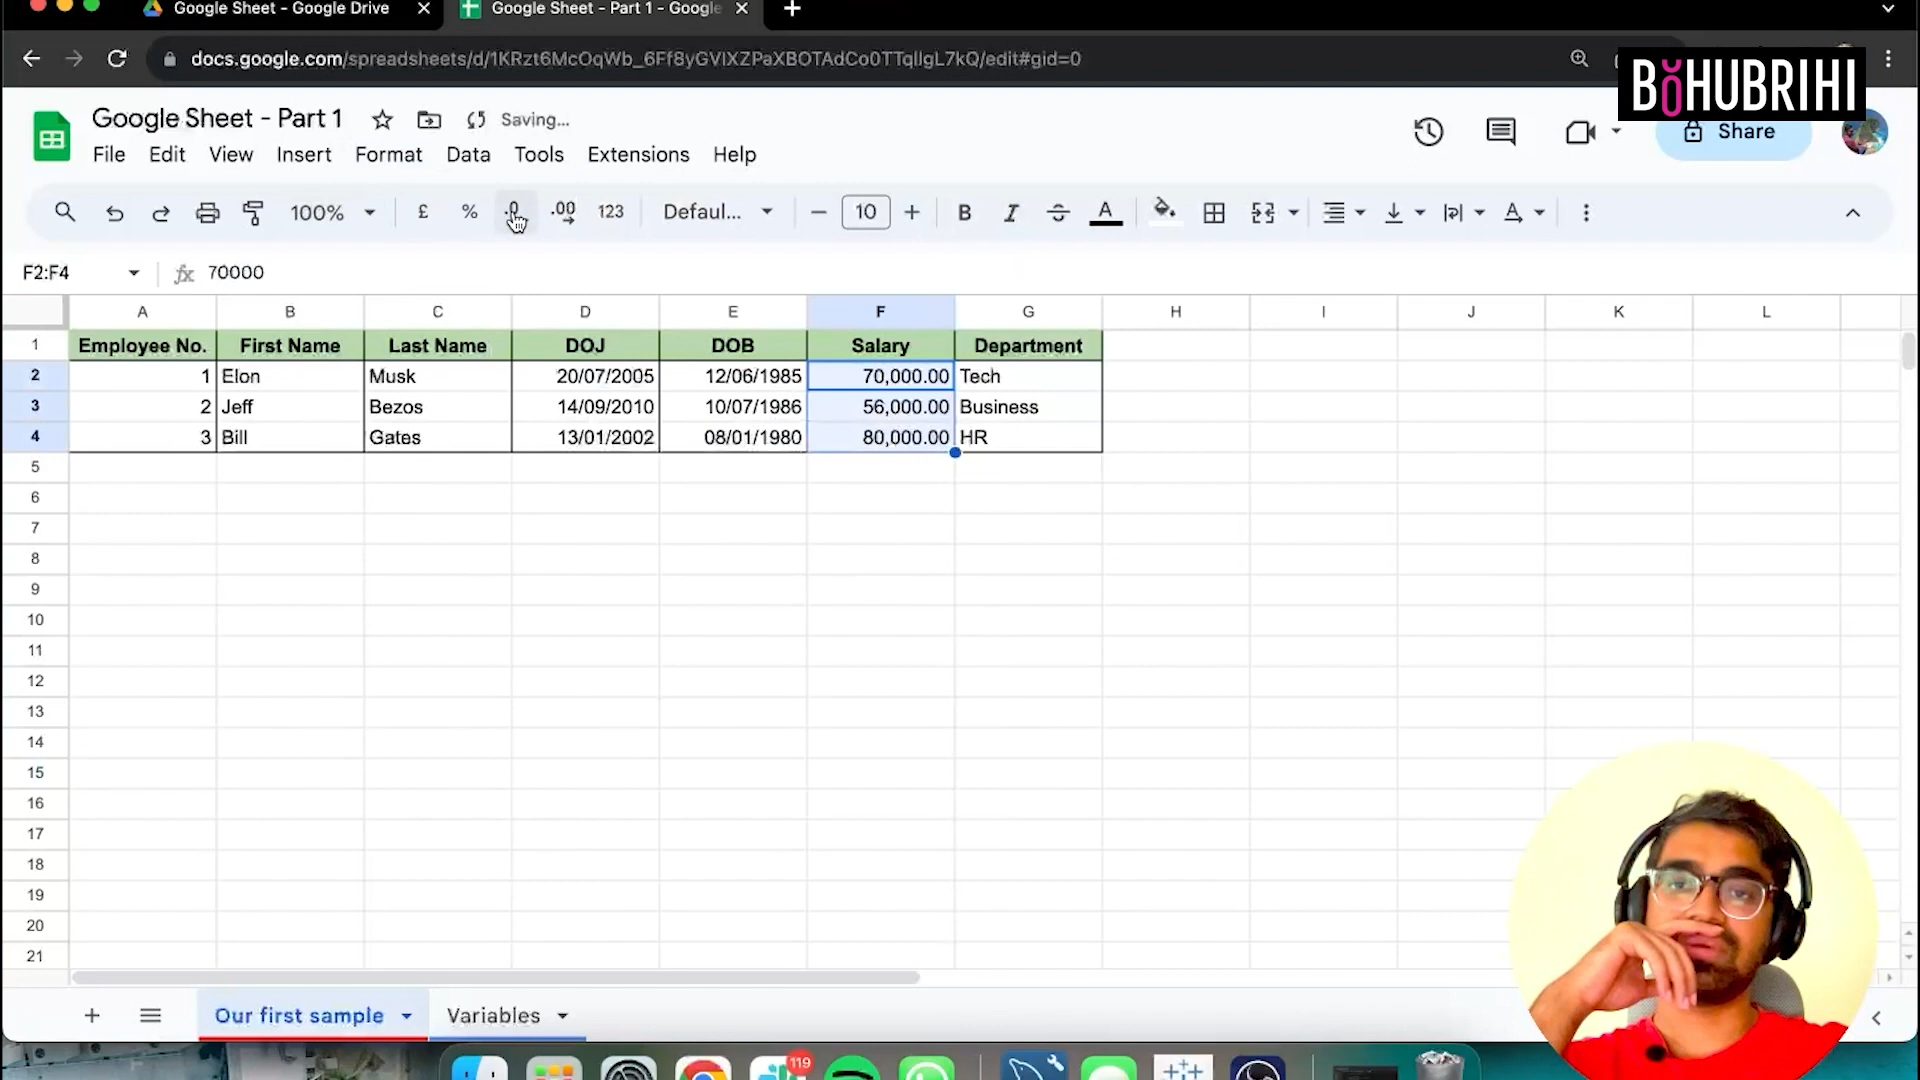 Google Sheet - Google Drive
Google Sheet - Part 1 - Google
docs.google.com/spreadsheets/d/1KRzt6McOqWb_6Ff8yGVIXZPaXBOTAdCo0TTqlIgL7kQ/edit#gid=0
BOHUBRIHI
Google Sheet - Part 1
Saving...
Share
File Edit View Insert Format Data Tools Extensions Help
100% £ % .0 .00 123 Defaul... 10 B I A A
F2:F4 fx 70000
A B C D E F G H I J K L
1 Employee No. First Name Last Name DOJ DOB Salary Department
2 1 Elon Musk 20/07/2005 12/06/1985 70,000.00 Tech
3 2 Jeff Bezos 14/09/2010 10/07/1986 56,000.00 Business
4 3 Bill Gates 13/01/2002 08/01/1980 80,000.00 HR
5
6
7
8
9
10
11
12
13
14
15
16
17
18
19
20
21
Our first sample Variables
119